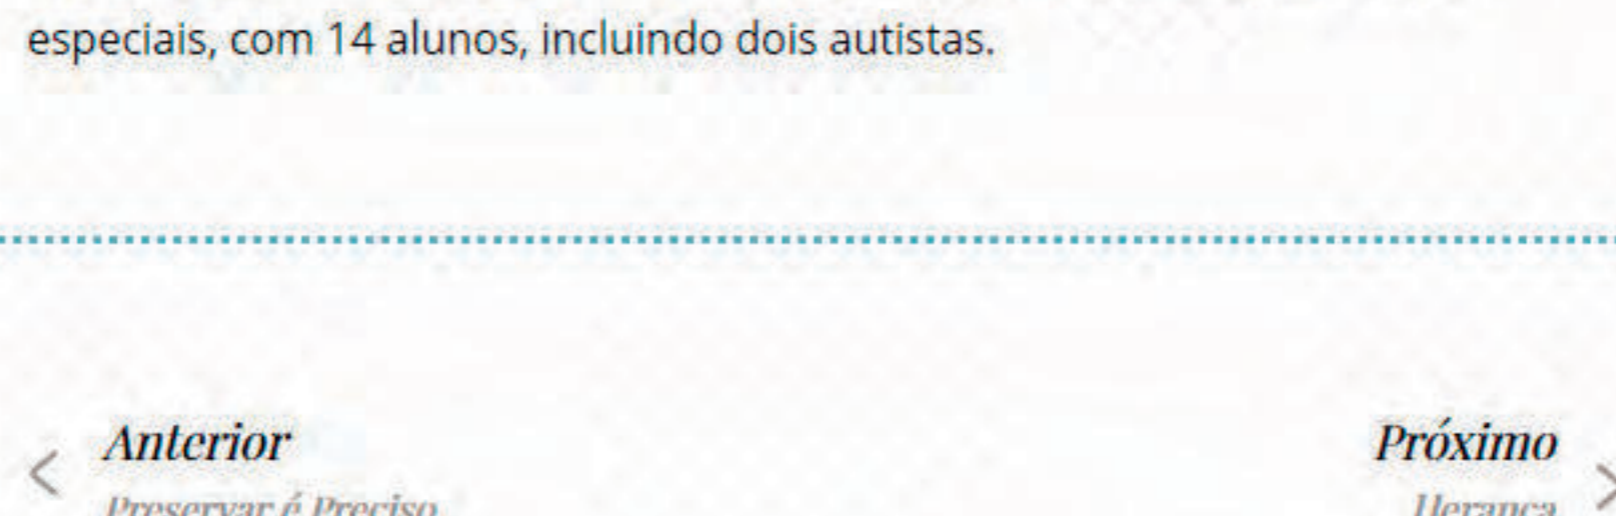 especiais, com 14 alunos, incluindo dois autistas.
Anterior
Próximo
Preservar é Preciso
Herança